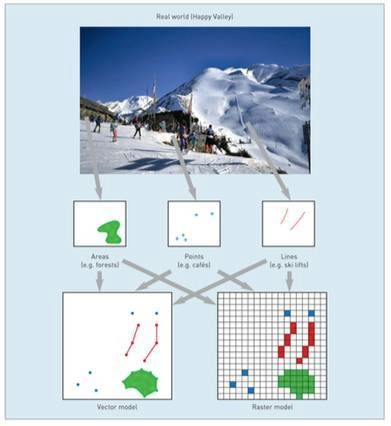 Real world (Happy Valley)
Areas
(e.g. forests)
Points
(e.g. cafés)
Lines
(e.g. ski lifts)
Vector model
Raster model